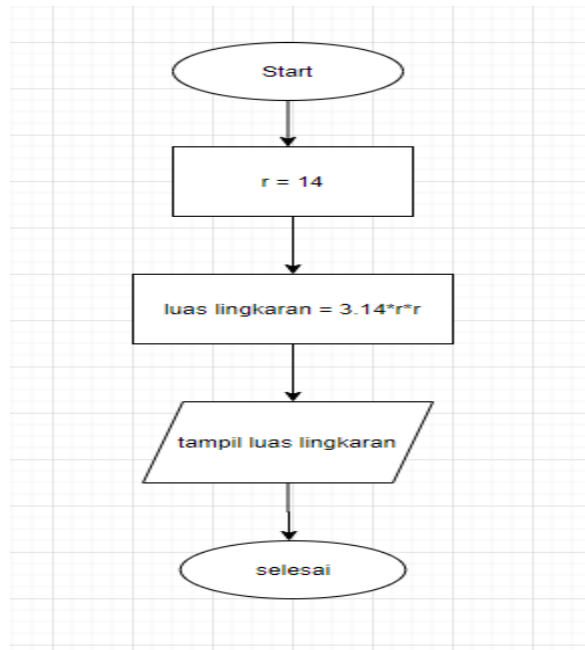 Start
r = 14
luas lingkaran = 3.14*r*r
tampil luas lingkaran
selesai